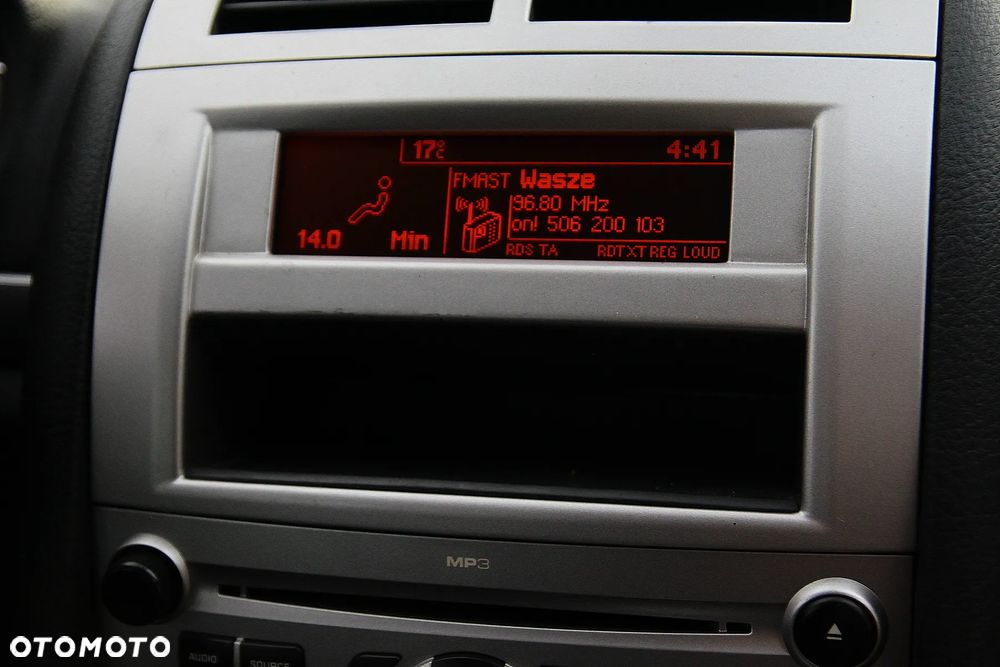 17°C 4:41
FMAST Wasze
96.80 MHz
on! 506 200 103
14.0 Min
RDS TA RDTXT REG LOUD
MP3
AUDIO
SOURCE
OTOMOTO